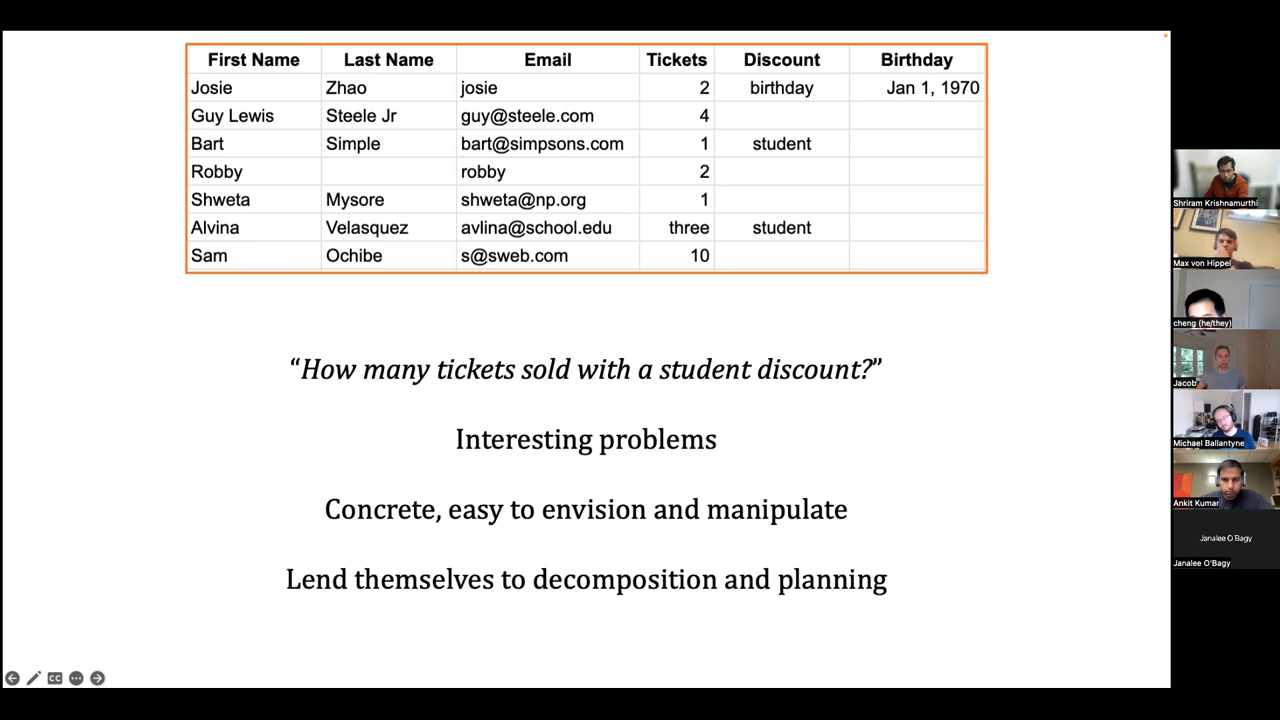 First Name Last Name Email Tickets Discount Birthday
Josie Zhao josie 2 birthday Jan 1, 1970
Guy Lewis Steele Jr guy@steele.com 4
Bart Simple bart@simpsons.com 1 student
Robby robby 2
Shweta Mysore shweta@np.org 1
Alvina Velasquez avlina@school.edu three student
Sam Ochibe s@sweb.com 10
“How many tickets sold with a student discount?”
Interesting problems
Concrete, easy to envision and manipulate
Lend themselves to decomposition and planning
CC
Shriram Krishnamurthi
Max von Hippel
cheng (he/they)
Jacob
Michael Ballantyne
Ankit Kumar
Janalee O Bagy
Janalee O'Bagy